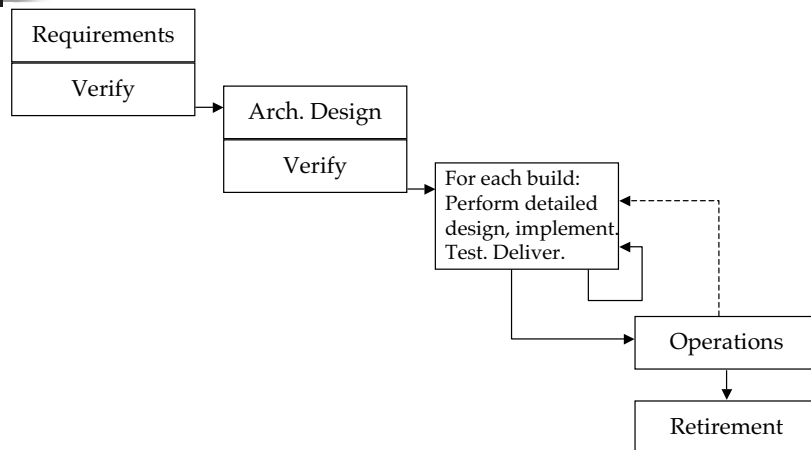 Requirements
Verify
Arch. Design
Verify
For each build:
Perform detailed
design, implement.
Test. Deliver.
Operations
Retirement